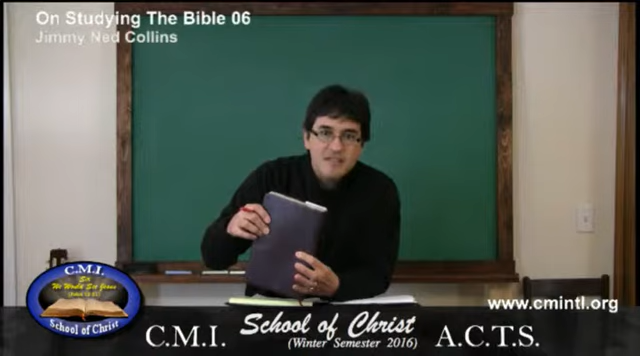 On Studying The Bible 06
Jimmy Ned Collins
C.M.I.
Sir
We Would See Jesus
School of Christ
www.cmintl.org
C.M.I. School of Christ A.C.T.S.
(Winter Semester 2016)